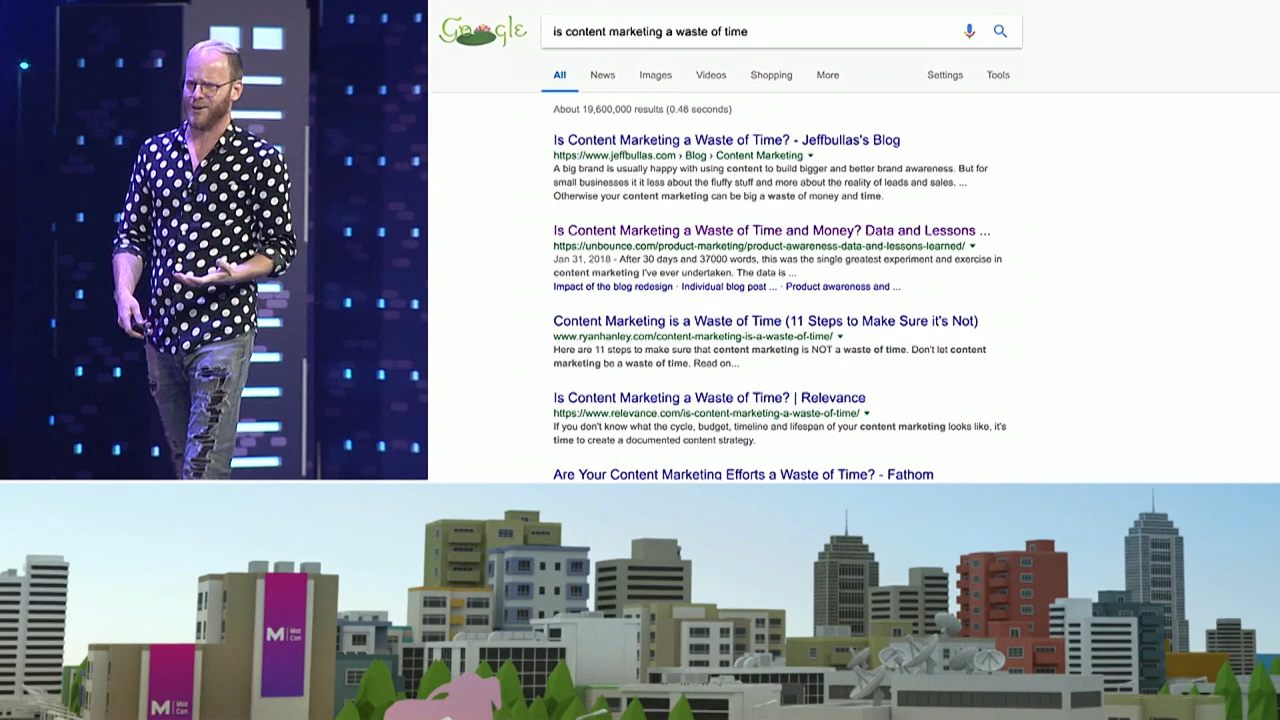 Google
is content marketing a waste of time
All News Images Videos Shopping More Settings Tools
About 19,600,000 results (0.46 seconds)
Is Content Marketing a Waste of Time? - Jeffbullas's Blog
https://www.jeffbullas.com › Blog › Content Marketing
A big brand is usually happy with using content to build bigger and better brand awareness. But for
small businesses it it less about the fluffy stuff and more about the reality of leads and sales. ...
Otherwise your content marketing can be big a waste of money and time.
Is Content Marketing a Waste of Time and Money? Data and Lessons ...
https://unbounce.com/product-marketing/product-awareness-data-and-lessons-learned/
Jan 31, 2018 - After 30 days and 37000 words, this was the single greatest experiment and exercise in
content marketing I've ever undertaken. The data is ...
Impact of the blog redesign · Individual blog post ... · Product awareness and ...
Content Marketing is a Waste of Time (11 Steps to Make Sure it's Not)
www.ryanhanley.com/content-marketing-is-a-waste-of-time/
Here are 11 steps to make sure that content marketing is NOT a waste of time. Don't let content
marketing be a waste of time. Read on...
Is Content Marketing a Waste of Time? | Relevance
https://www.relevance.com/is-content-marketing-a-waste-of-time/
If you don't know what the cycle, budget, timeline and lifespan of your content marketing looks like, it's
time to create a documented content strategy.
Are Your Content Marketing Efforts a Waste of Time? - Fathom
M Moz
Con
M Moz
Con